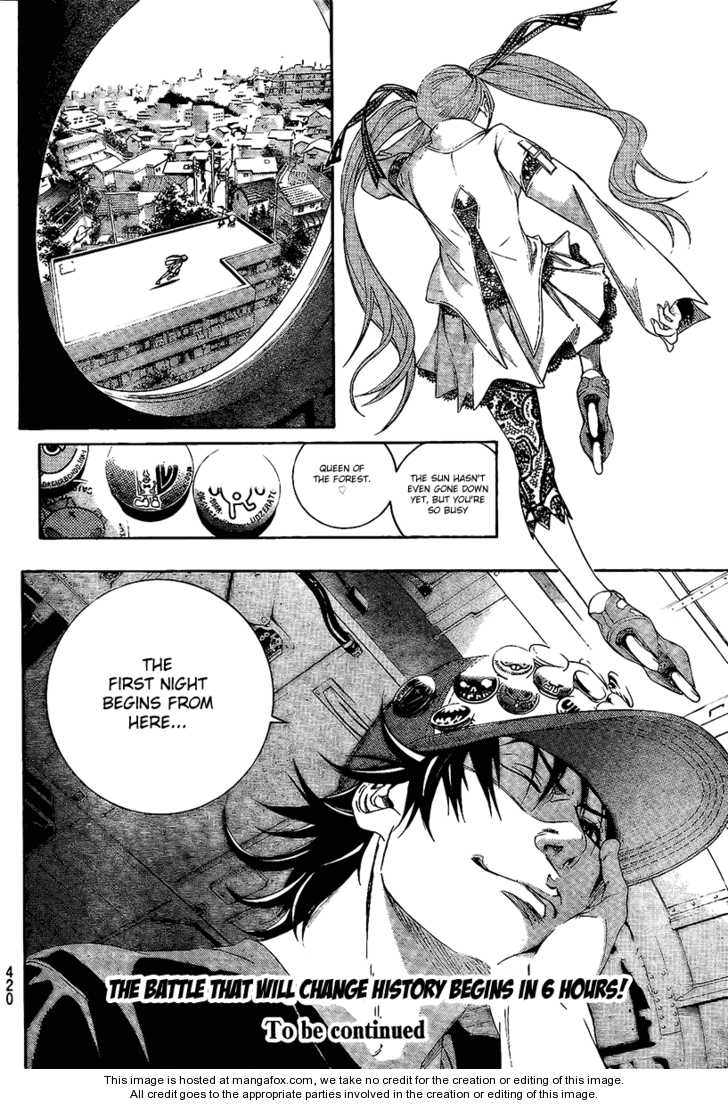 THE SUN HASN'T
EVEN GONE DOWN
YET, BUT YOU'RE
SO BUSY
QUEEN OF
THE FOREST.
♡
THE
FIRST NIGHT
BEGINS FROM
HERE...
THE BATTLE THAT WILL CHANGE HISTORY BEGINS IN 6 HOURS!
To be continued
420
This image is hosted at mangafox.com, we take no credit for the creation or editing of this image.
All credit goes to the appropriate parties involved in the creation or editing of this image.